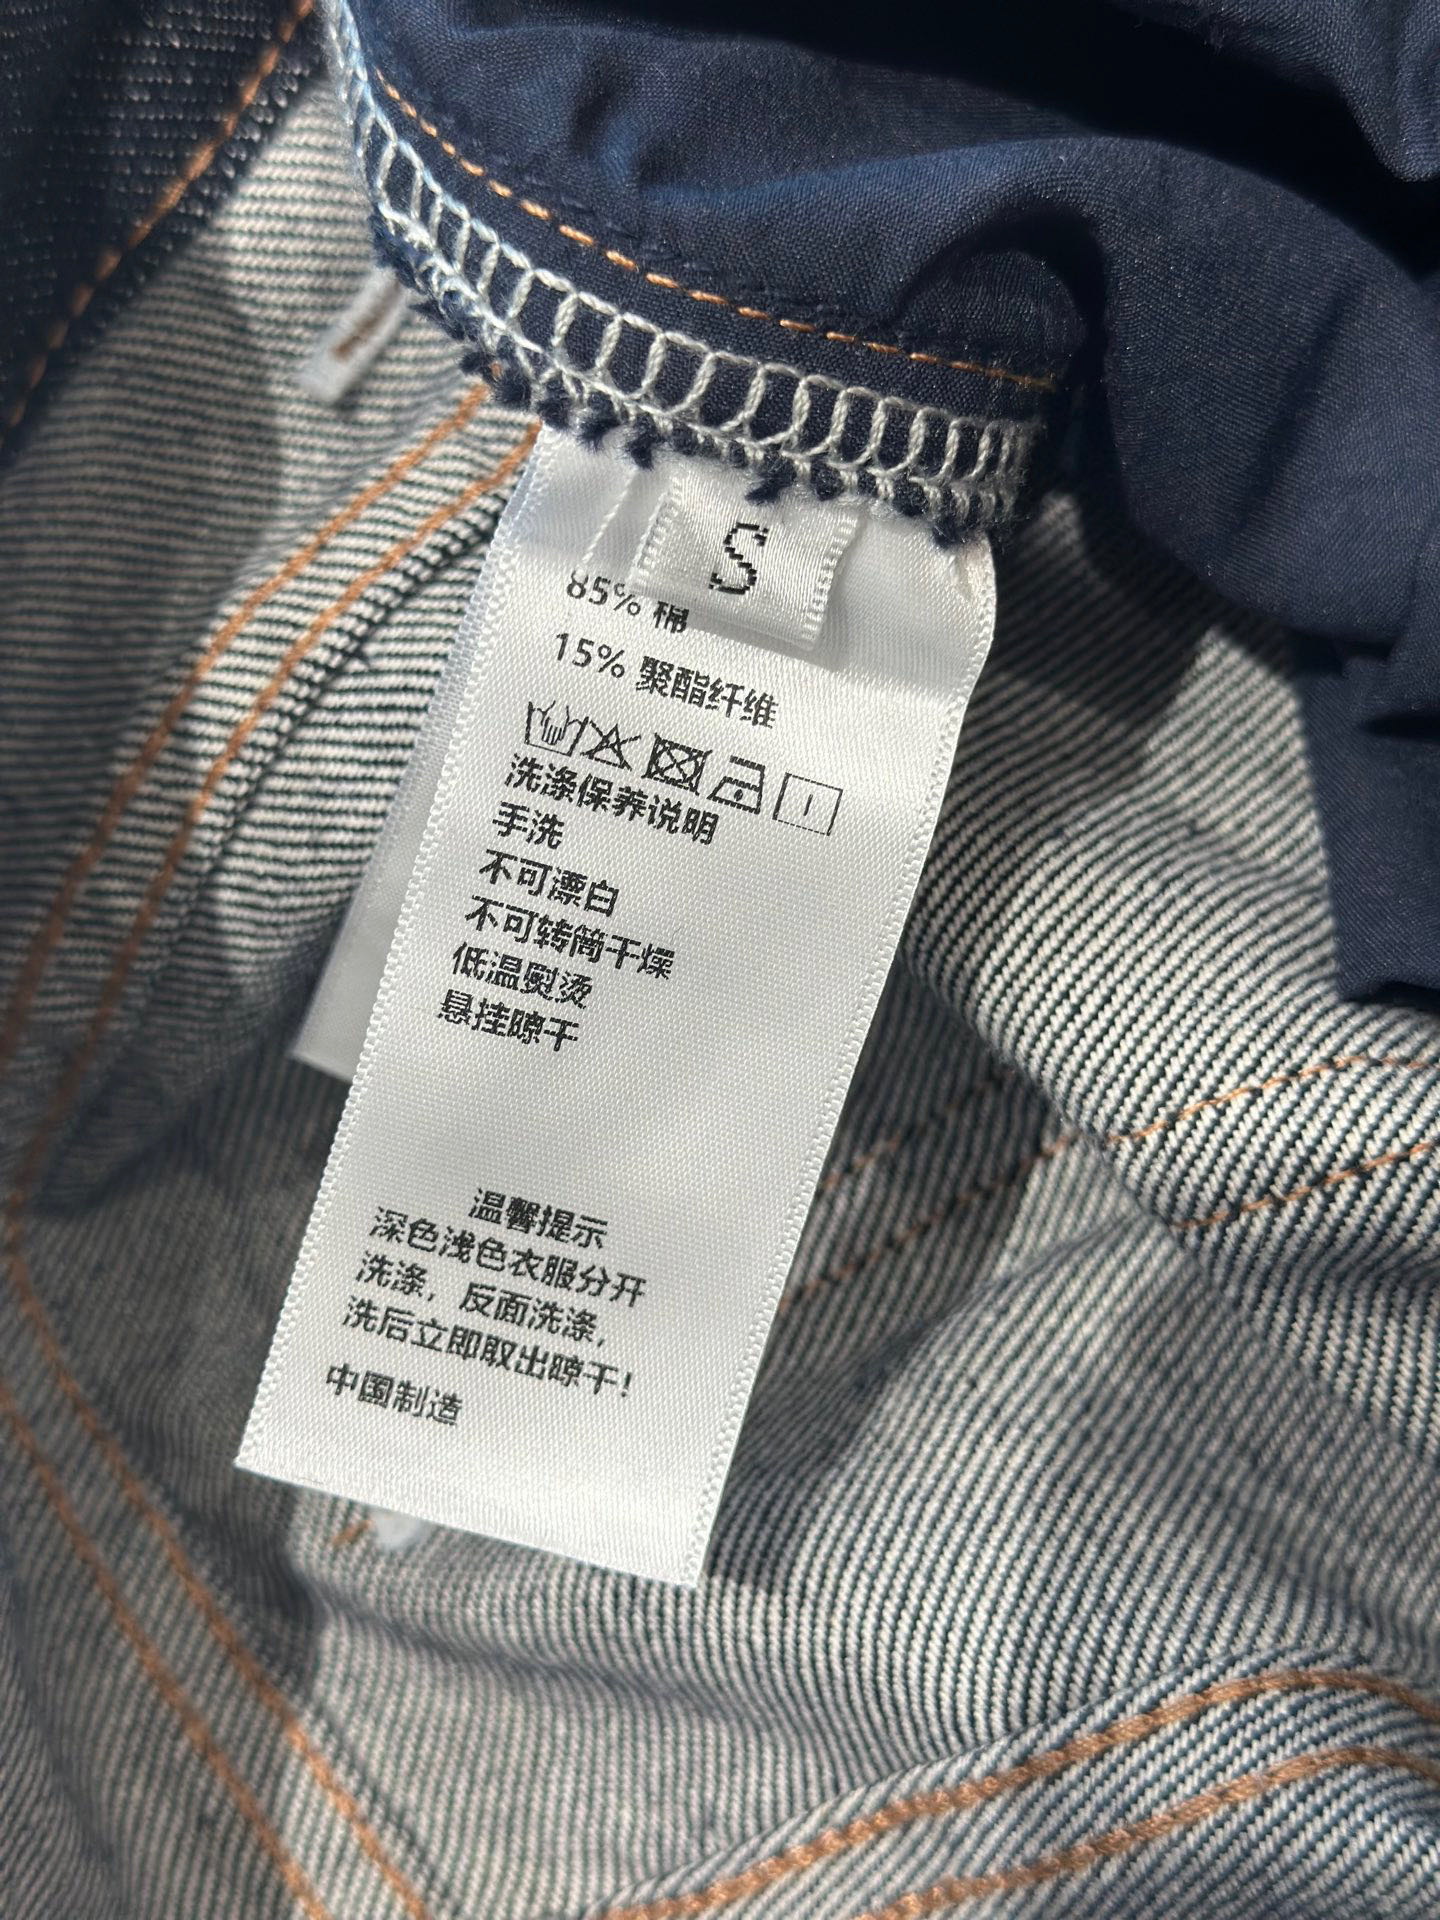 S
85% 棉
15% 聚酯纤维
洗涤保养说明
手洗
不可漂白
不可转筒干燥
低温熨烫
悬挂晾干
温馨提示
深色浅色衣服分开
洗涤，反面洗涤，
洗后立即取出晾干！
中国制造